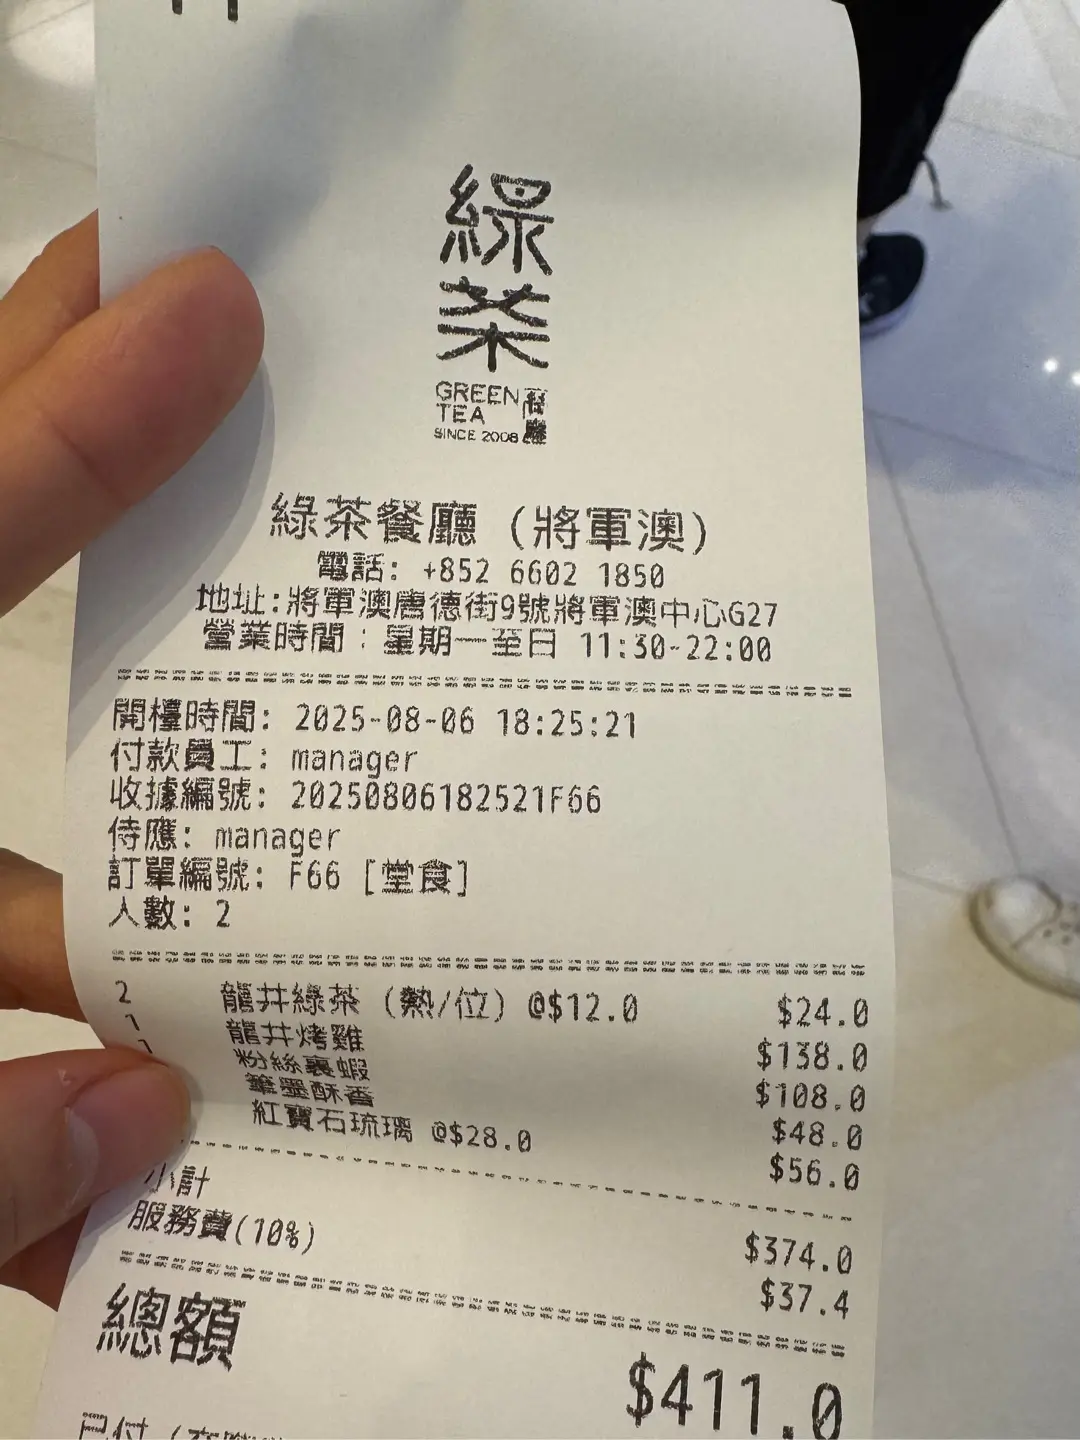 綠
茶
GREEN 餐
TEA 廳
SINCE 2008
綠茶餐廳 (將軍澳)
電話: +852 6602 1850
地址:將軍澳唐德街9號將軍澳中心G27
營業時間：星期一至日 11:30-22:00
開檯時間: 2025-08-06 18:25:21
付款員工: manager
收據編號: 20250806182521F66
侍應: manager
訂單編號: F66 [堂食]
人數: 2
2 龍井綠茶 (熱/位) @$12.0 $24.0
1 龍井烤雞 $138.0
1 粉絲裹蝦 $108.0
筆墨酥香 $48.0
紅寶石琉璃 @$28.0 $56.0
小計 $374.0
服務費(10%) $37.4
總額 $411.0
已付